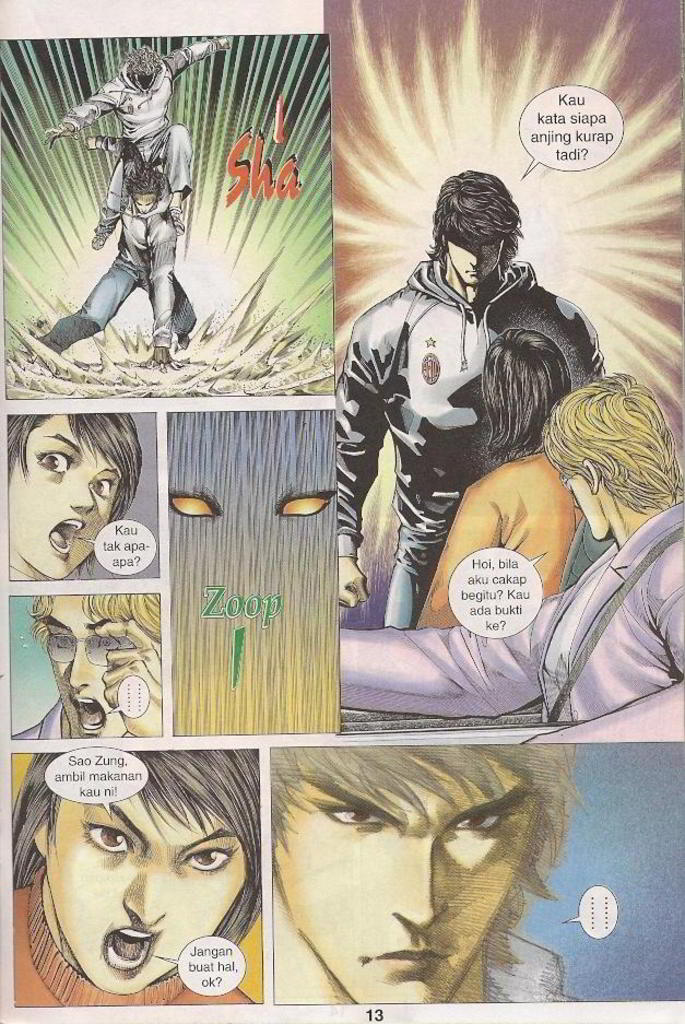 Sha
Kau
kata siapa
anjing kurap
tadi?
Hoi, bila
aku cakap
begitu? Kau
ada bukti
ke?
Kau
tak apa-
apa?
Zoop
Sao Zung,
ambil makanan
kau ni!
Jangan
buat hal,
ok?
13